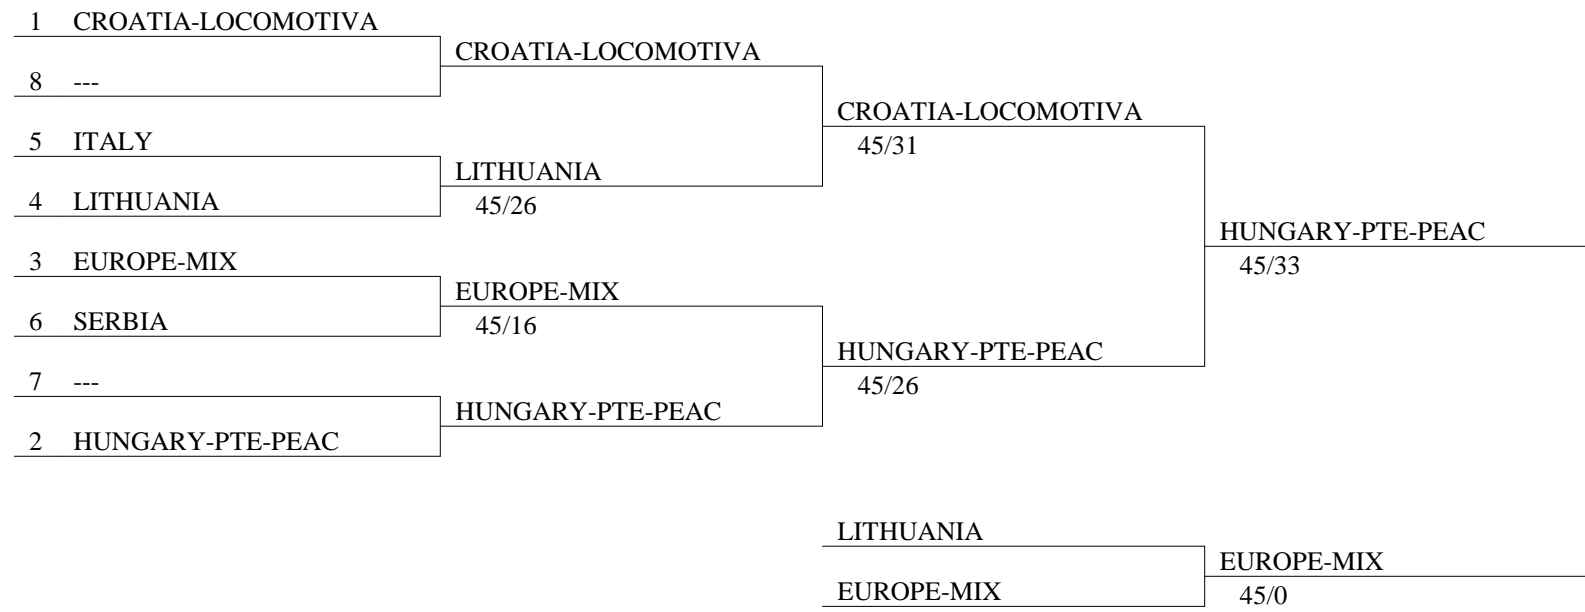 1 CROATIA-LOCOMOTIVA
8 ---
5 ITALY
4 LITHUANIA
3 EUROPE-MIX
6 SERBIA
7 ---
2 HUNGARY-PTE-PEAC
CROATIA-LOCOMOTIVA
LITHUANIA
45/26
EUROPE-MIX
45/16
HUNGARY-PTE-PEAC
CROATIA-LOCOMOTIVA
45/31
HUNGARY-PTE-PEAC
45/26
HUNGARY-PTE-PEAC
45/33
LITHUANIA
EUROPE-MIX
EUROPE-MIX
45/0